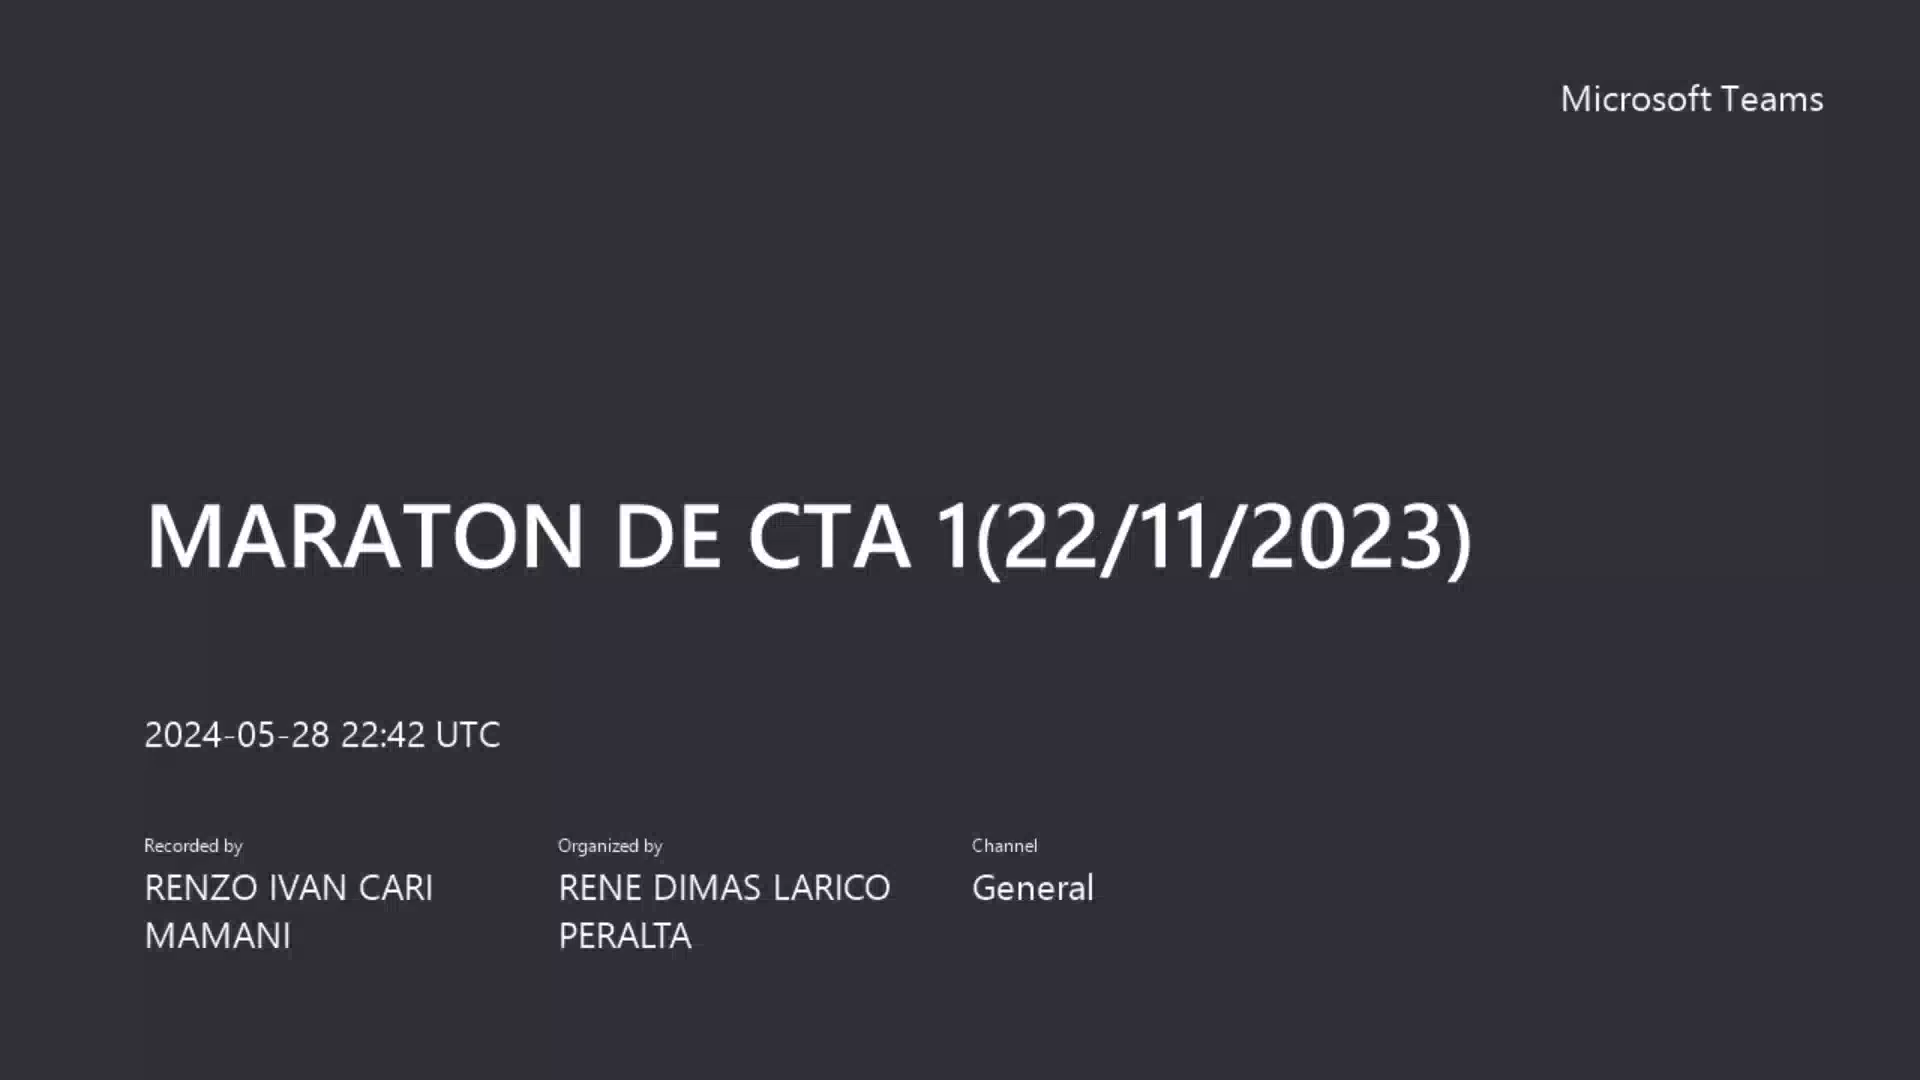 Microsoft Teams
MARATON DE CTA 1(22/11/2023)
2024-05-28 22:42 UTC
Recorded by
RENZO IVAN CARI
MAMANI
Organized by
RENE DIMAS LARICO
PERALTA
Channel
General